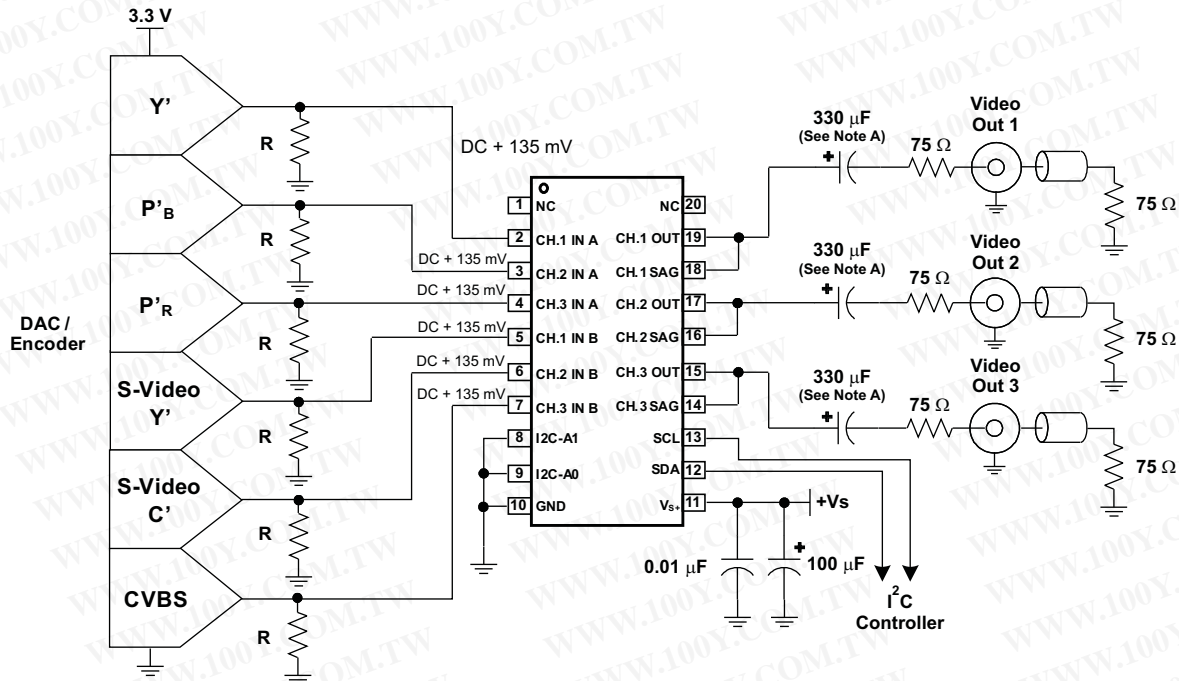 3.3 V
DAC /
Encoder
Y'
P'B
P'R
S-Video
Y'
S-Video
C'
CVBS
R
R
R
R
R
R
DC + 135 mV
DC + 135 mV
DC + 135 mV
DC + 135 mV
DC + 135 mV
DC + 135 mV
1 NC
2 CH.1 IN A
3 CH.2 IN A
4 CH.3 IN A
5 CH.1 IN B
6 CH.2 IN B
7 CH.3 IN B
8 I2C-A1
9 I2C-A0
10 GND
NC 20
CH.1 OUT 19
CH.1 SAG 18
CH.2 OUT 17
CH.2 SAG 16
CH.3 OUT 15
CH.3 SAG 14
SCL 13
SDA 12
VS+ 11
+Vs
0.01 µF
+
100 µF
I2C
Controller
330 µF
(See Note A)
+
75 Ω
Video
Out 1
75 Ω
330 µF
(See Note A)
+
75 Ω
Video
Out 2
75 Ω
330 µF
(See Note A)
+
75 Ω
Video
Out 3
75 Ω
WWW.100Y.COM.TW